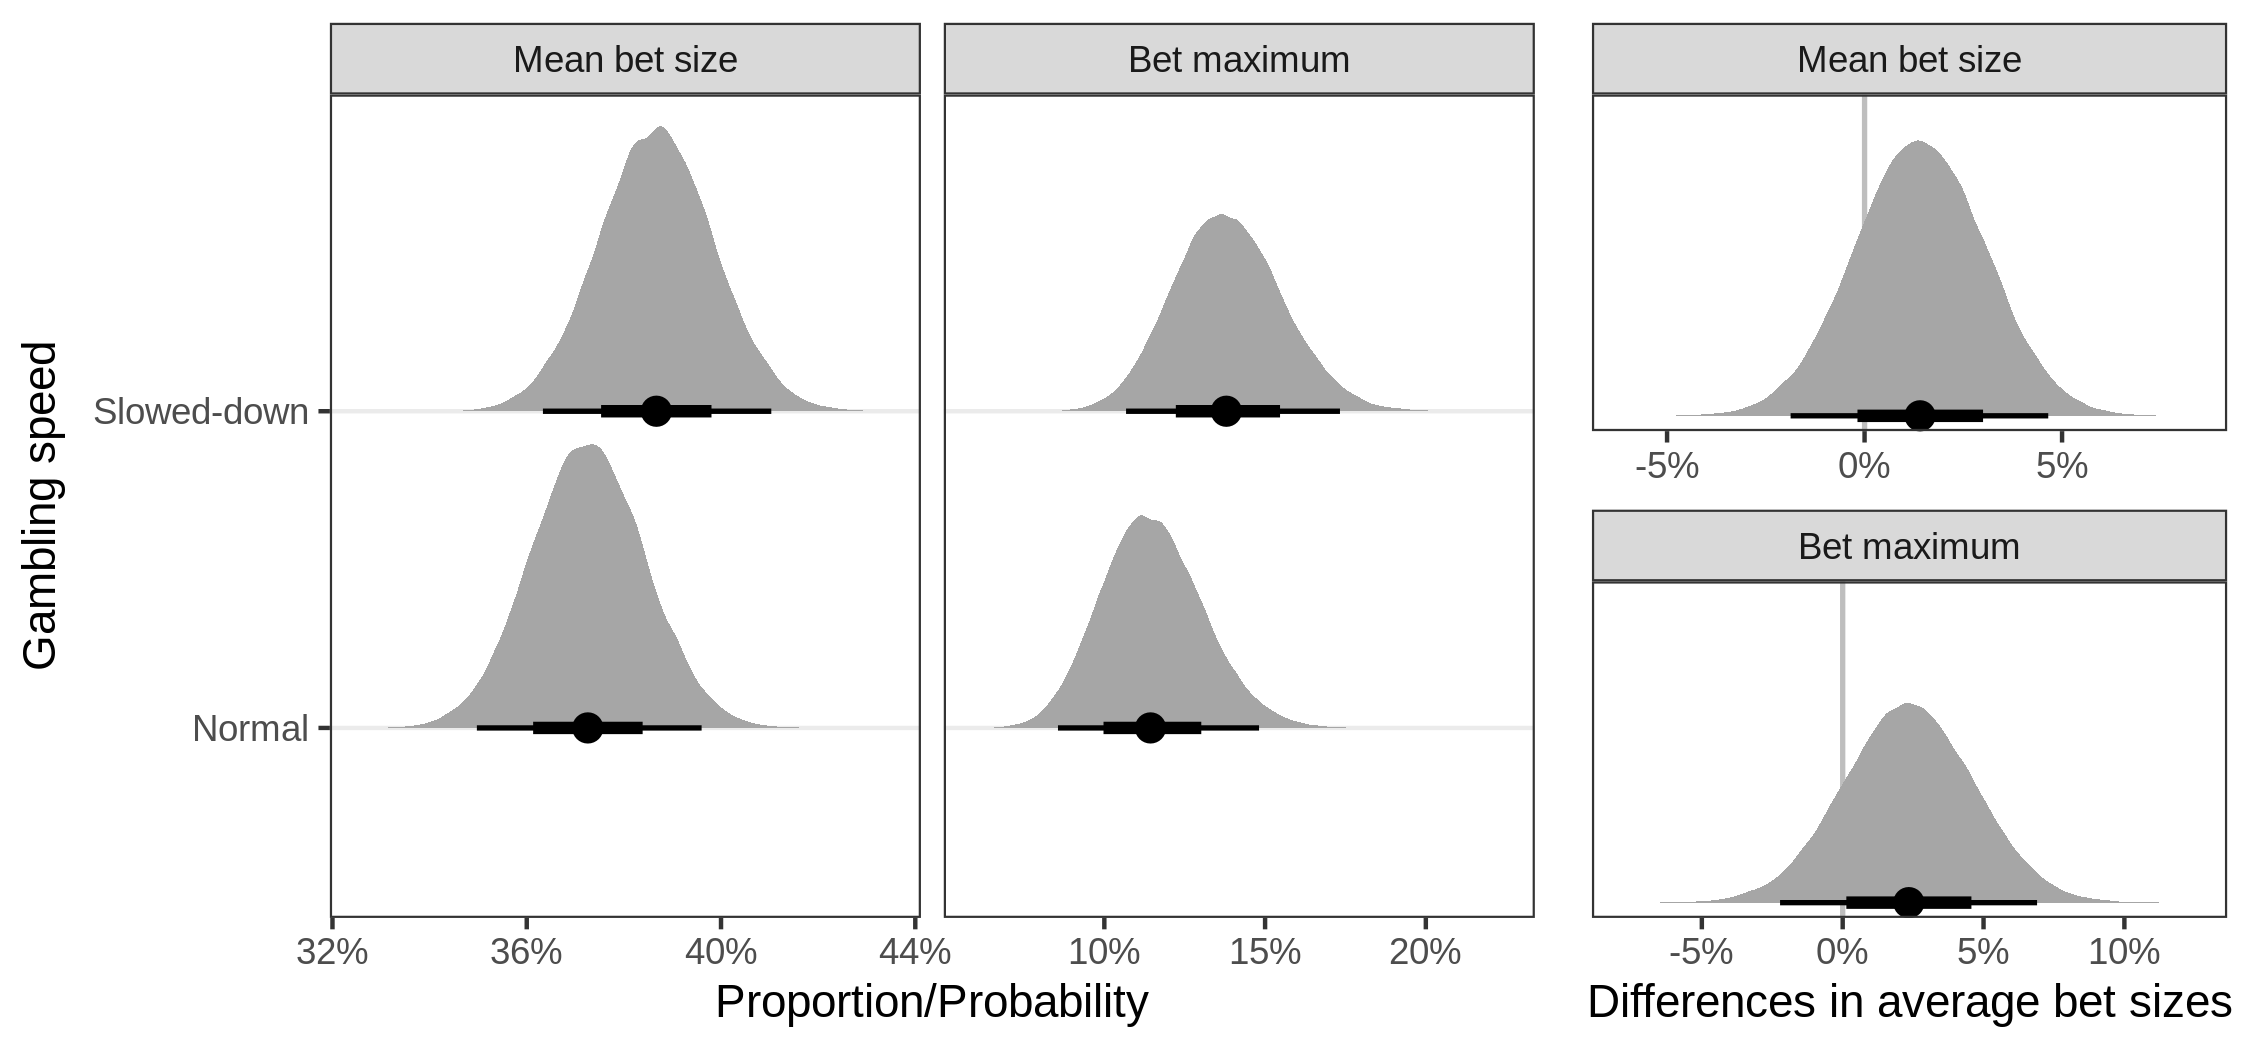 Mean bet size
Bet maximum
Mean bet size
Gambling speed
Slowed-down
Normal
-5% 0% 5%
Bet maximum
32% 36% 40% 44%
10% 15% 20%
-5% 0% 5% 10%
Proportion/Probability
Differences in average bet sizes